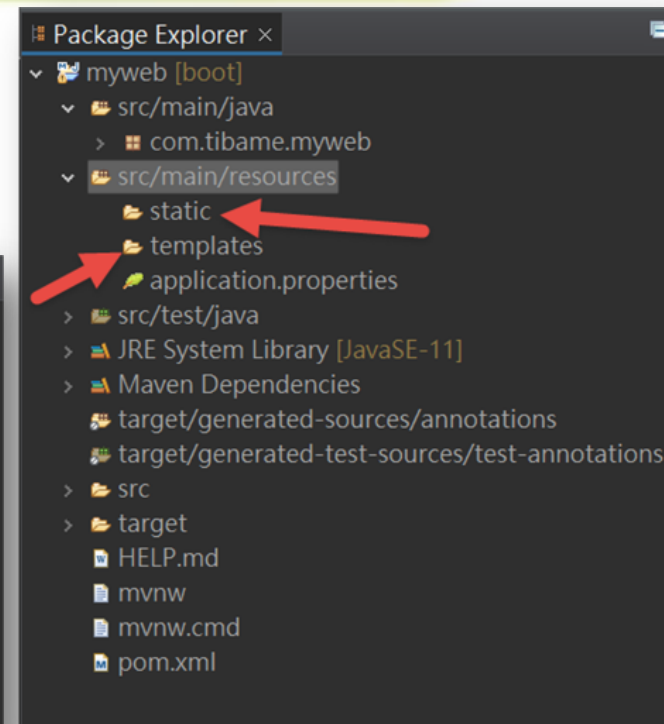 Package Explorer ×
myweb [boot]
src/main/java
com.tibame.myweb
src/main/resources
static
templates
application.properties
src/test/java
JRE System Library [JavaSE-11]
Maven Dependencies
target/generated-sources/annotations
target/generated-test-sources/test-annotations
src
target
HELP.md
mvnw
mvnw.cmd
pom.xml